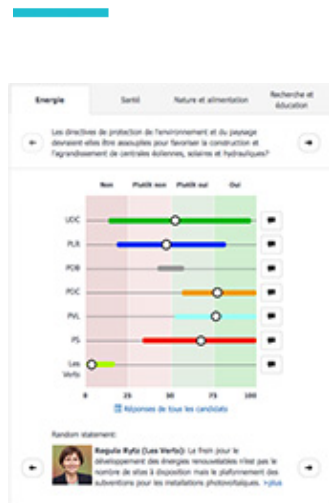 Energie
Santé
Nature et alimentation
Recherche et
éducation
Les directives de protection de l'environnement et du paysage
devraient-elles être assouplies pour favoriser la construction et
l'agrandissement de centrales éoliennes, solaires et hydrauliques?
Non
Plutôt non
Plutôt oui
Oui
UDC
PLR
PBD
PDC
PVL
PS
Les
Verts
0
25
50
75
100
Réponses de tous les candidats
Random statement:
Regula Rytz (Les Verts): Le frein pour le
développement des énergies renouvelables n'est pas le
nombre de sites à disposition mais le plafonnement des
subventions pour les installations photovoltaïques. >plus